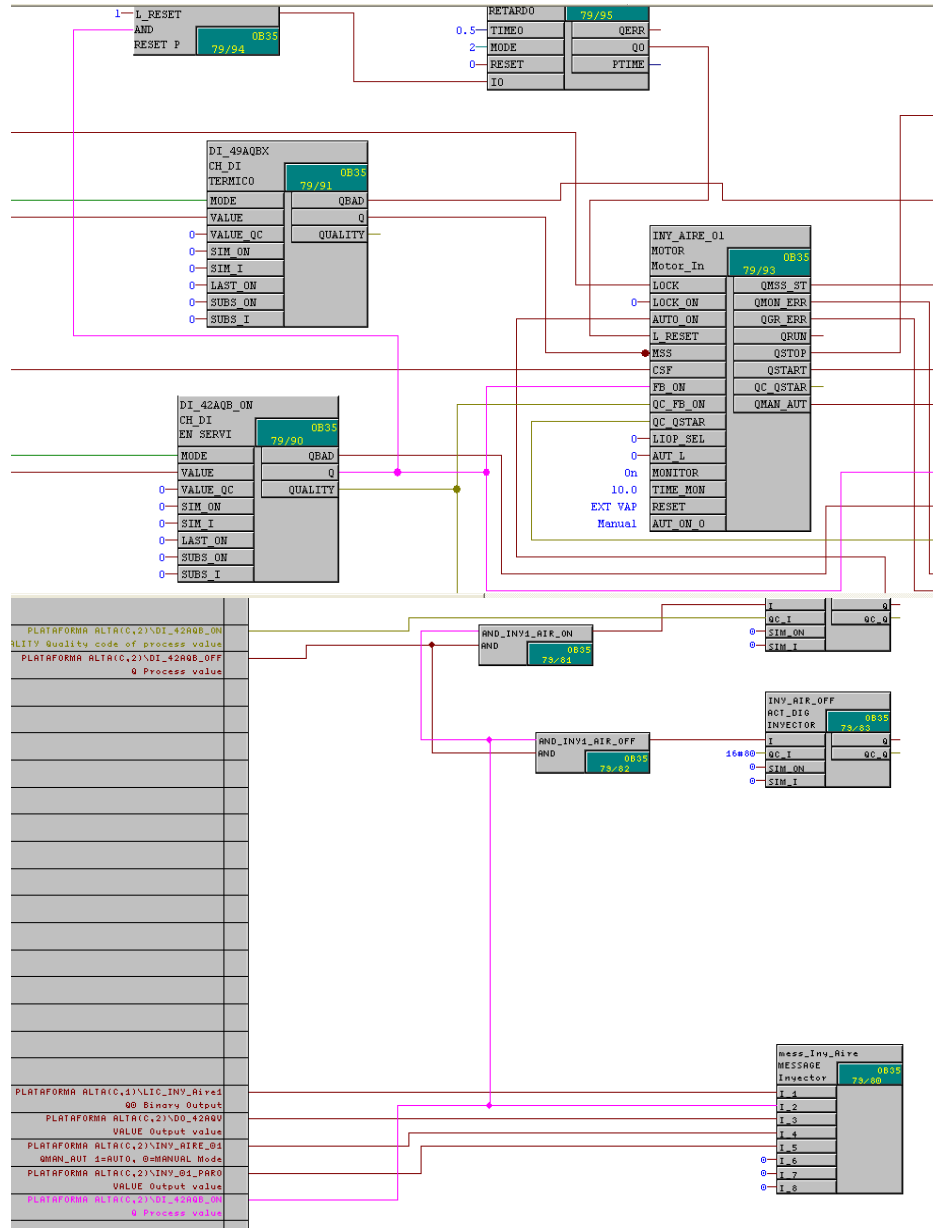 1 L_RESET
AND
RESET P
OB35
79/94
RETARDO
79/95
0.5 TIME0 QERR
2 MODE Q0
0 RESET PTIME
I0
DI_49AQBX
CH_DI
TERMICO
OB35
79/91
MODE QBAD
VALUE Q
0 VALUE_QC QUALITY
0 SIM_ON
0 SIM_I
0 LAST_ON
0 SUBS_ON
0 SUBS_I
INY_AIRE_01
MOTOR
Motor_In
OB35
79/93
LOCK QMSS_ST
0 LOCK_ON QMON_ERR
AUTO_ON QGR_ERR
L_RESET QRUN
MSS QSTOP
CSF QSTART
FB_ON QC_QSTAR
QC_FB_ON QMAN_AUT
QC_QSTAR
0 LIOP_SEL
0 AUT_L
On MONITOR
10.0 TIME_MON
EXT VAP RESET
Manual AUT_ON_O
DI_42AQB_ON
CH_DI
EN SERVI
OB35
79/90
MODE QBAD
VALUE Q
0 VALUE_QC QUALITY
0 SIM_ON
0 SIM_I
0 LAST_ON
0 SUBS_ON
0 SUBS_I
PLATAFORMA ALTA(C,2)\DI_42AQB_ON
ALITY Quality code of process value
PLATAFORMA ALTA(C,2)\DI_42AQB_OFF
Q Process value
AND_INY1_AIR_ON
AND
OB35
79/81
I Q
QC_I QC_Q
0 SIM_ON
0 SIM_I
AND_INY1_AIR_OFF
AND
OB35
79/82
INY_AIR_OFF
ACT_DIG
INYECTOR
OB35
79/83
I Q
16#80 QC_I QC_Q
0 SIM_ON
0 SIM_I
PLATAFORMA ALTA(C,1)\LIC_INY_Aire1
Q0 Binary Output
PLATAFORMA ALTA(C,2)\DO_42AQV
VALUE Output value
PLATAFORMA ALTA(C,2)\INY_AIRE_01
QMAN_AUT 1=AUTO, 0=MANUAL Mode
PLATAFORMA ALTA(C,2)\INY_01_PARO
VALUE Output value
PLATAFORMA ALTA(C,2)\DI_42AQB_ON
Q Process value
mess_Iny_Aire
MESSAGE
Inyector
OB35
79/80
I_1
I_2
I_3
I_4
I_5
0 I_6
0 I_7
0 I_8